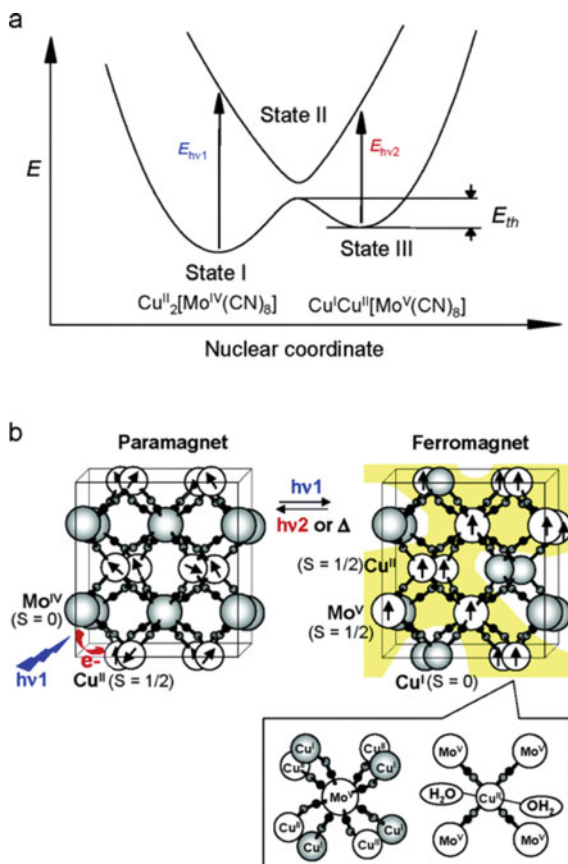 a
E
State II
E_hν1
E_hν2
E_th
State I
State III
Cu^II_2[Mo^IV(CN)_8]
Cu^ICu^II[Mo^V(CN)_8]
Nuclear coordinate
b
Paramagnet
Ferromagnet
hν1
hν2 or Δ
(S = 1/2) Cu^II
Mo^IV
(S = 0)
Mo^V
(S = 1/2)
e-
hν1
Cu^II (S = 1/2)
Cu^I (S = 0)
Cu^I
Cu^II
Cu^II
Cu^I
Mo^V
Cu^II
Cu^I
Cu^I
Cu^II
Mo^V
Mo^V
H_2O
Cu^II
OH_2
Mo^V
Mo^V